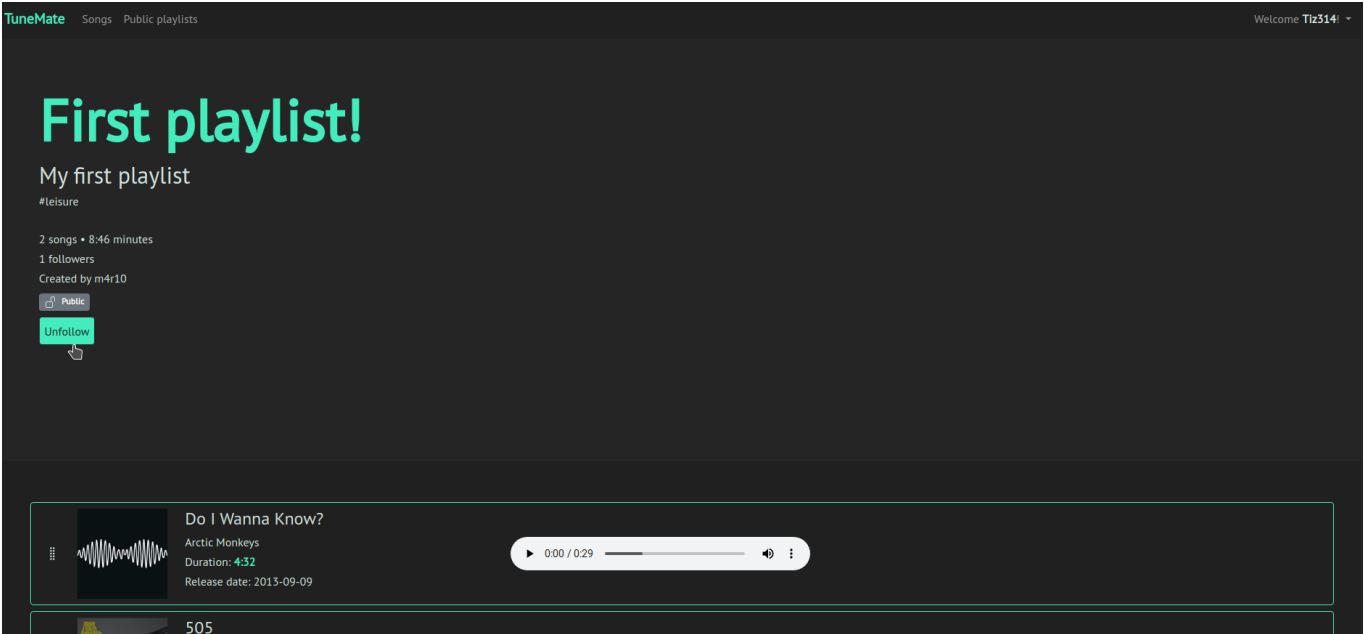 TuneMate Songs Public playlists Welcome Tiz314!
First playlist!
My first playlist
#leisure
2 songs • 8:46 minutes
1 followers
Created by m4r10
Public
Unfollow
Do I Wanna Know?
Arctic Monkeys
Duration: 4:32
Release date: 2013-09-09
0:00 / 0:29
505